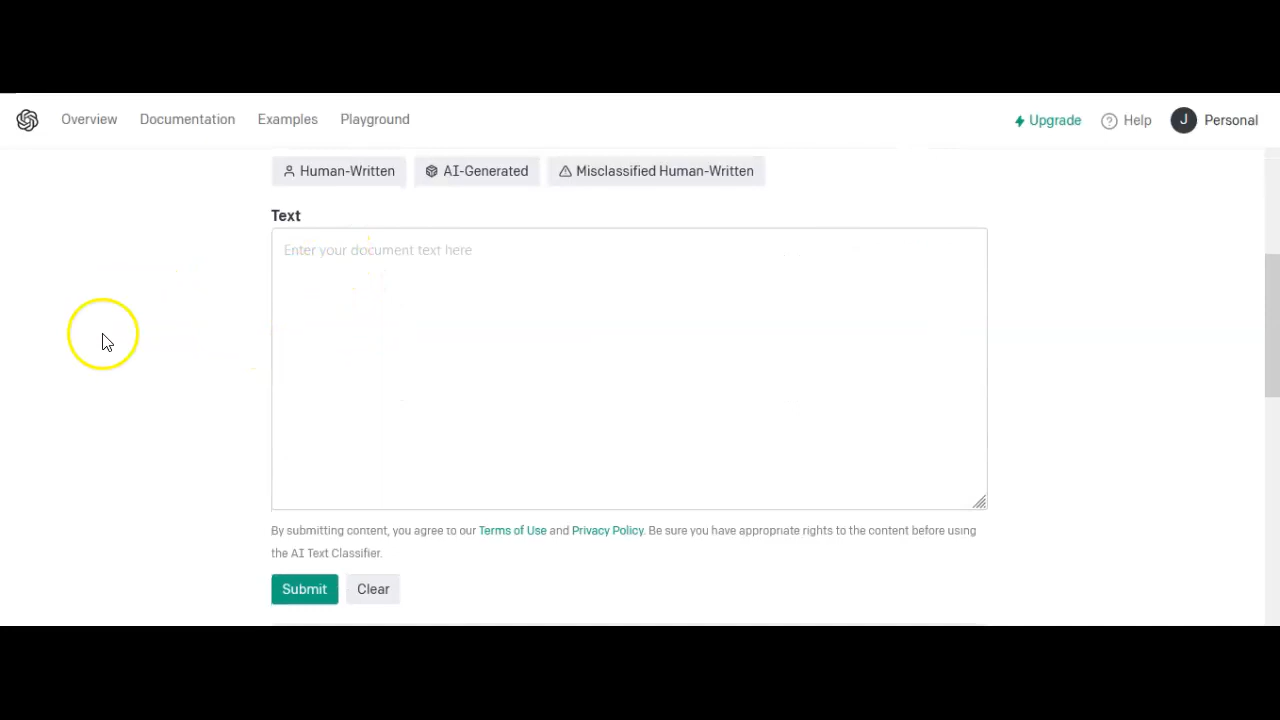 Overview Documentation Examples Playground Upgrade Help J Personal
Human-Written AI-Generated Misclassified Human-Written
Text
Enter your document text here
By submitting content, you agree to our Terms of Use and Privacy Policy. Be sure you have appropriate rights to the content before using
the AI Text Classifier.
Submit Clear